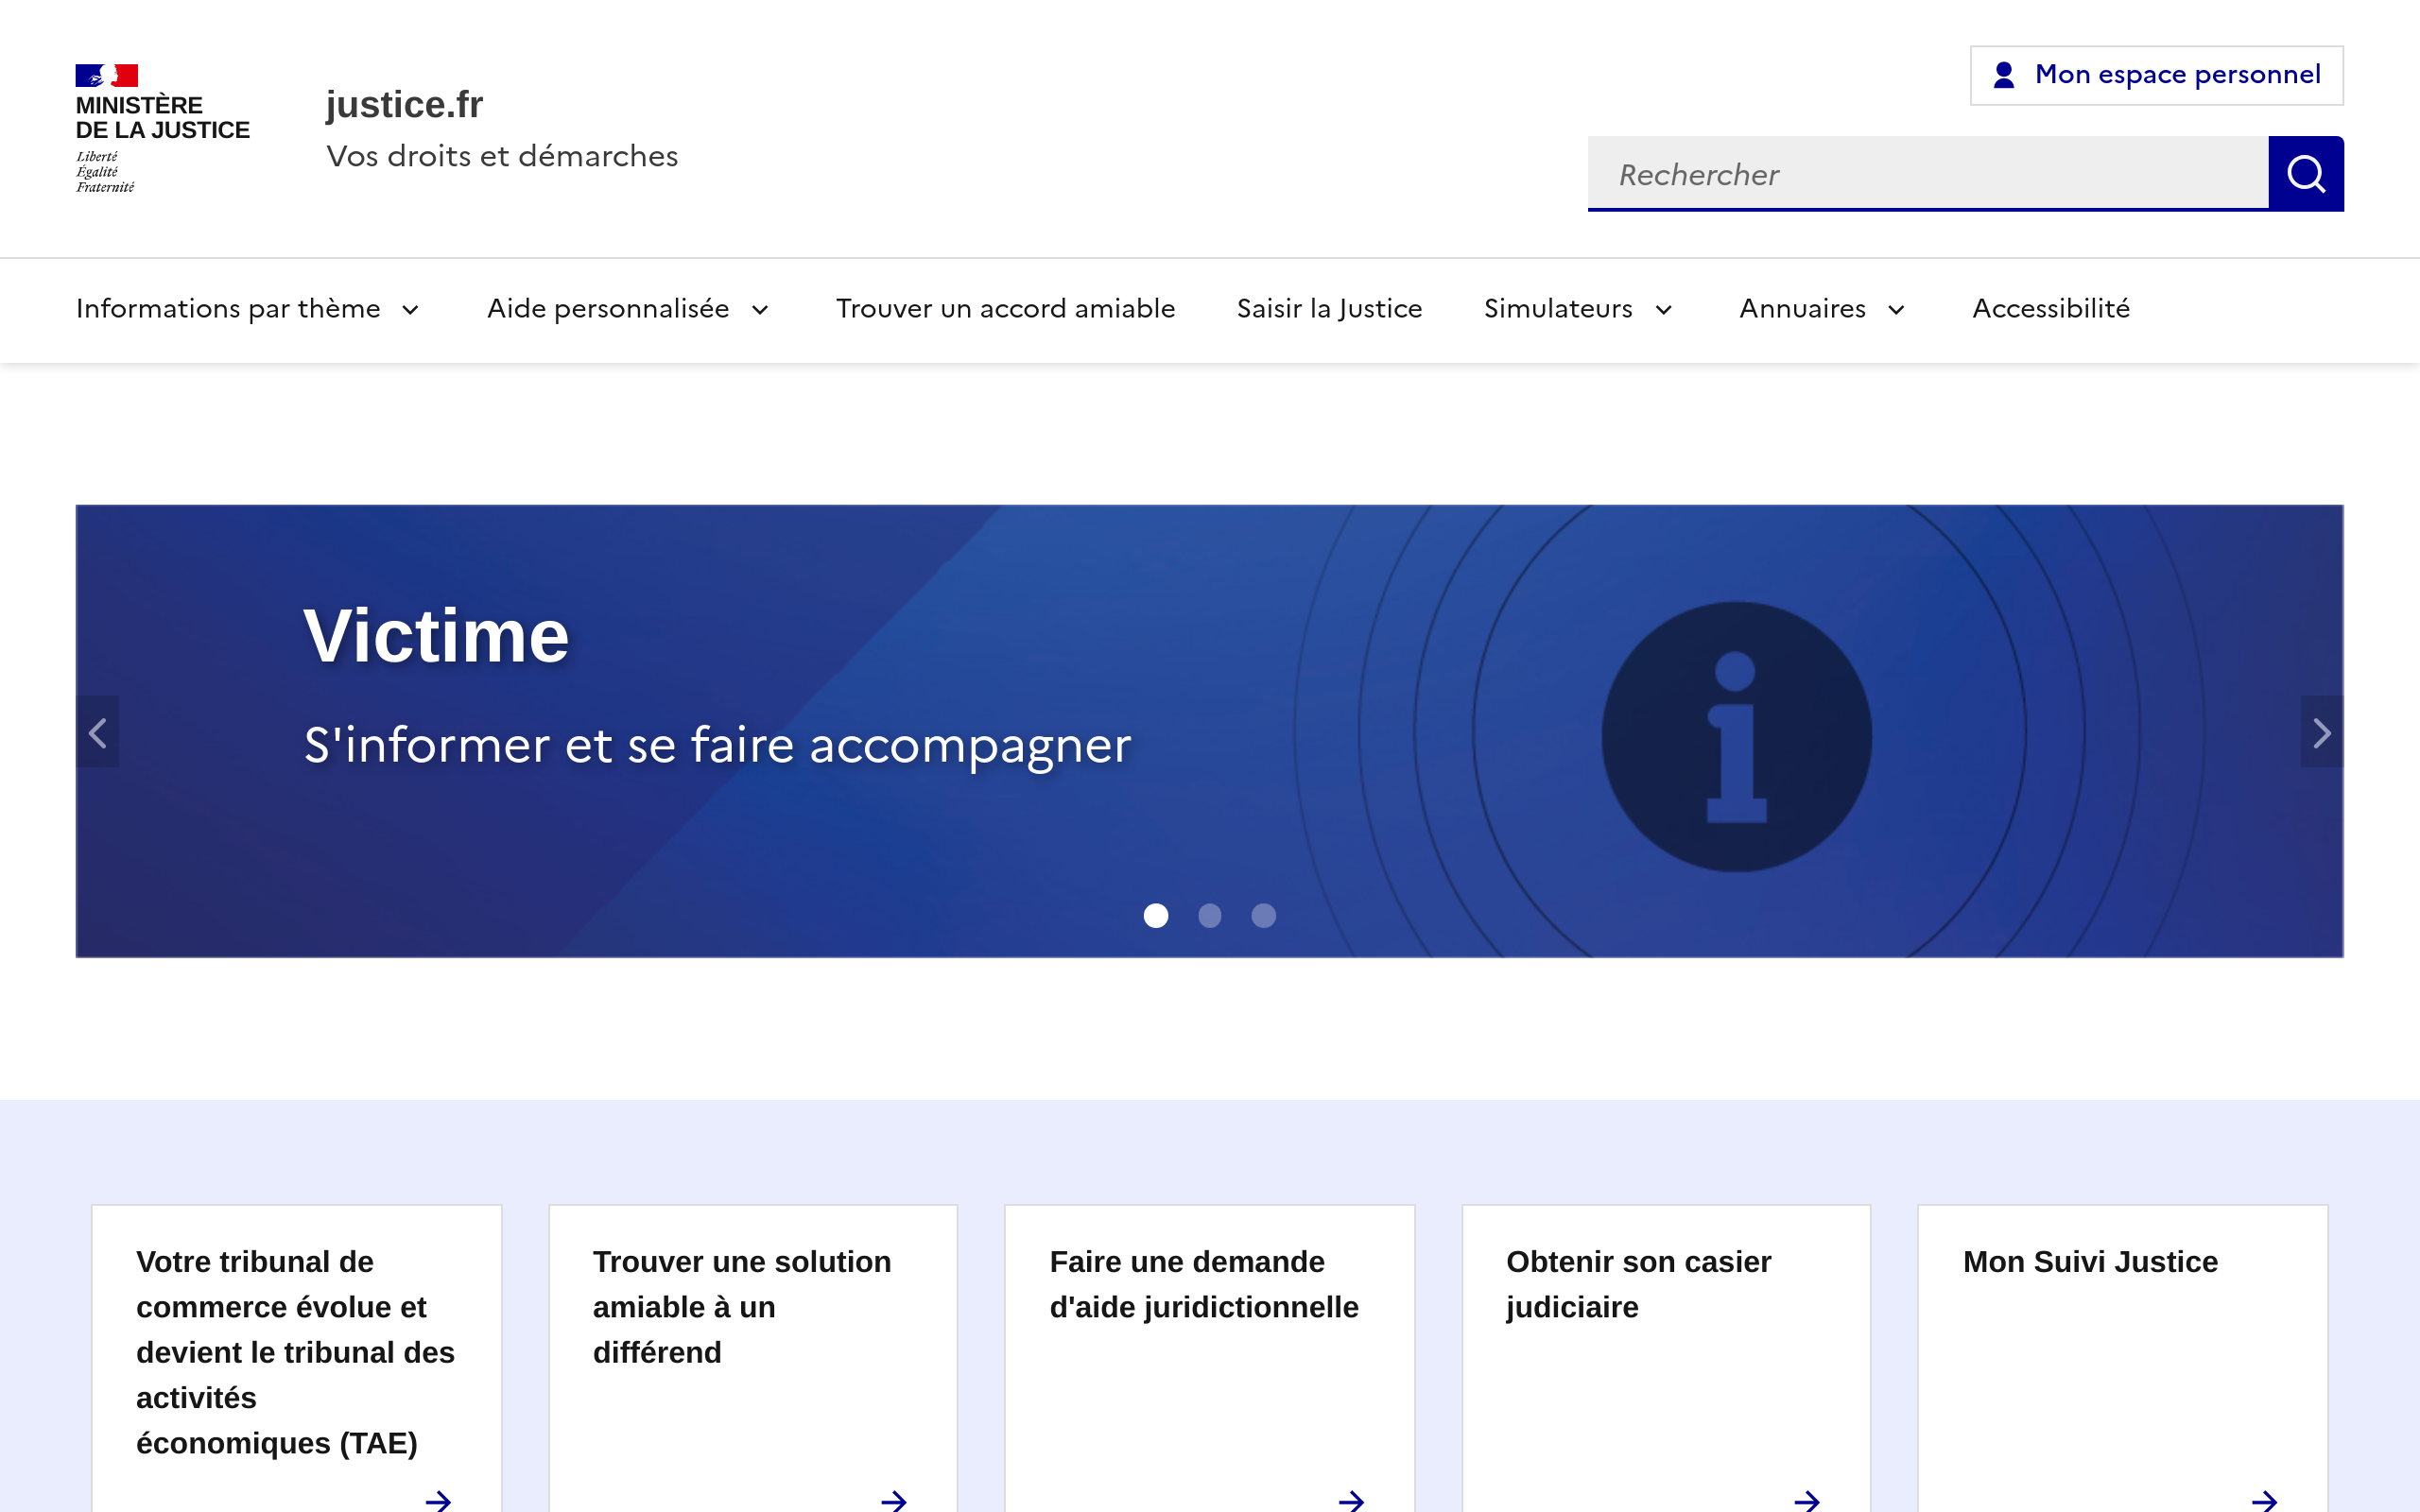 MINISTÈRE
DE LA JUSTICE
Liberté
Égalité
Fraternité
justice.fr
Vos droits et démarches
Mon espace personnel
Rechercher
Informations par thème
Aide personnalisée
Trouver un accord amiable
Saisir la Justice
Simulateurs
Annuaires
Accessibilité
Victime
S'informer et se faire accompagner
Votre tribunal de
commerce évolue et
devient le tribunal des
activités
économiques (TAE)
Trouver une solution
amiable à un
différend
Faire une demande
d'aide juridictionnelle
Obtenir son casier
judiciaire
Mon Suivi Justice